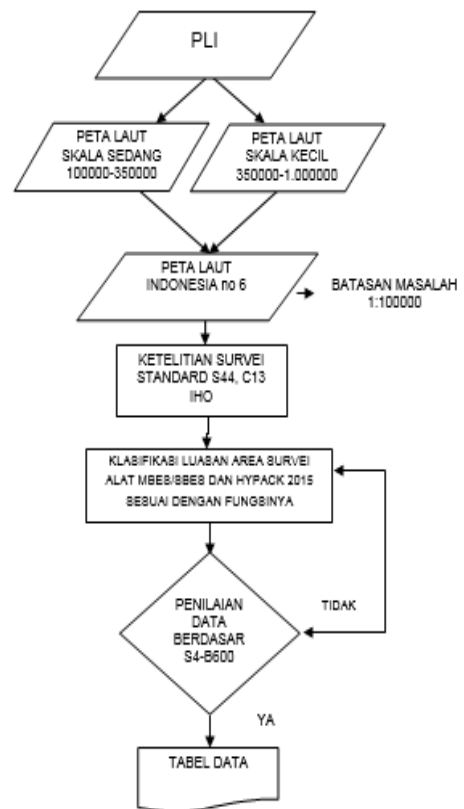 PLI
PETA LAUT
SKALA SEDANG
100000-350000
PETA LAUT
SKALA KECIL
350000-1.000000
PETA LAUT
INDONESIA no 6
BATASAN MASALAH
1:100000
KETELITIAN SURVEI
STANDARD S44, C13
IHO
KLASIFIKASI LUASAN AREA SURVEI
ALAT MBES/SBES DAN HYPACK 2015
SESUAI DENGAN FUNGSINYA
PENILAIAN
DATA
BERDASAR
S4-B600
TIDAK
YA
TABEL DATA